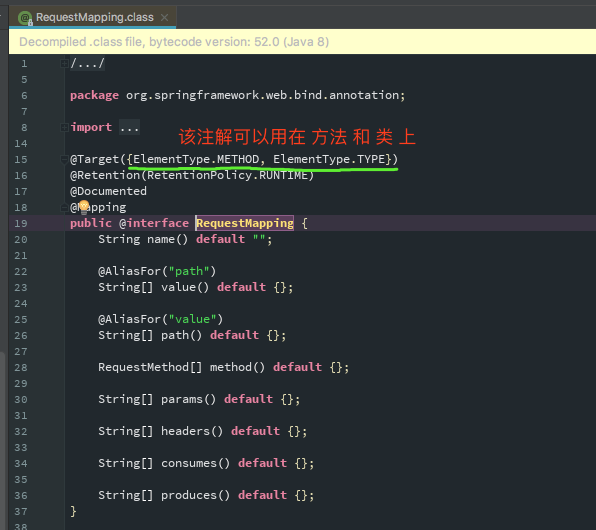 RequestMapping.class
Decompiled .class file, bytecode version: 52.0 (Java 8)
1 /.../
5
6 package org.springframework.web.bind.annotation;
7
8 import ...
14 该注解可以用在 方法 和 类 上
15 @Target({ElementType.METHOD, ElementType.TYPE})
16 @Retention(RetentionPolicy.RUNTIME)
17 @Documented
18 @Mapping
19 public @interface RequestMapping {
20 String name() default "";
21
22 @AliasFor("path")
23 String[] value() default {};
24
25 @AliasFor("value")
26 String[] path() default {};
27
28 RequestMethod[] method() default {};
29
30 String[] params() default {};
31
32 String[] headers() default {};
33
34 String[] consumes() default {};
35
36 String[] produces() default {};
37 }
38